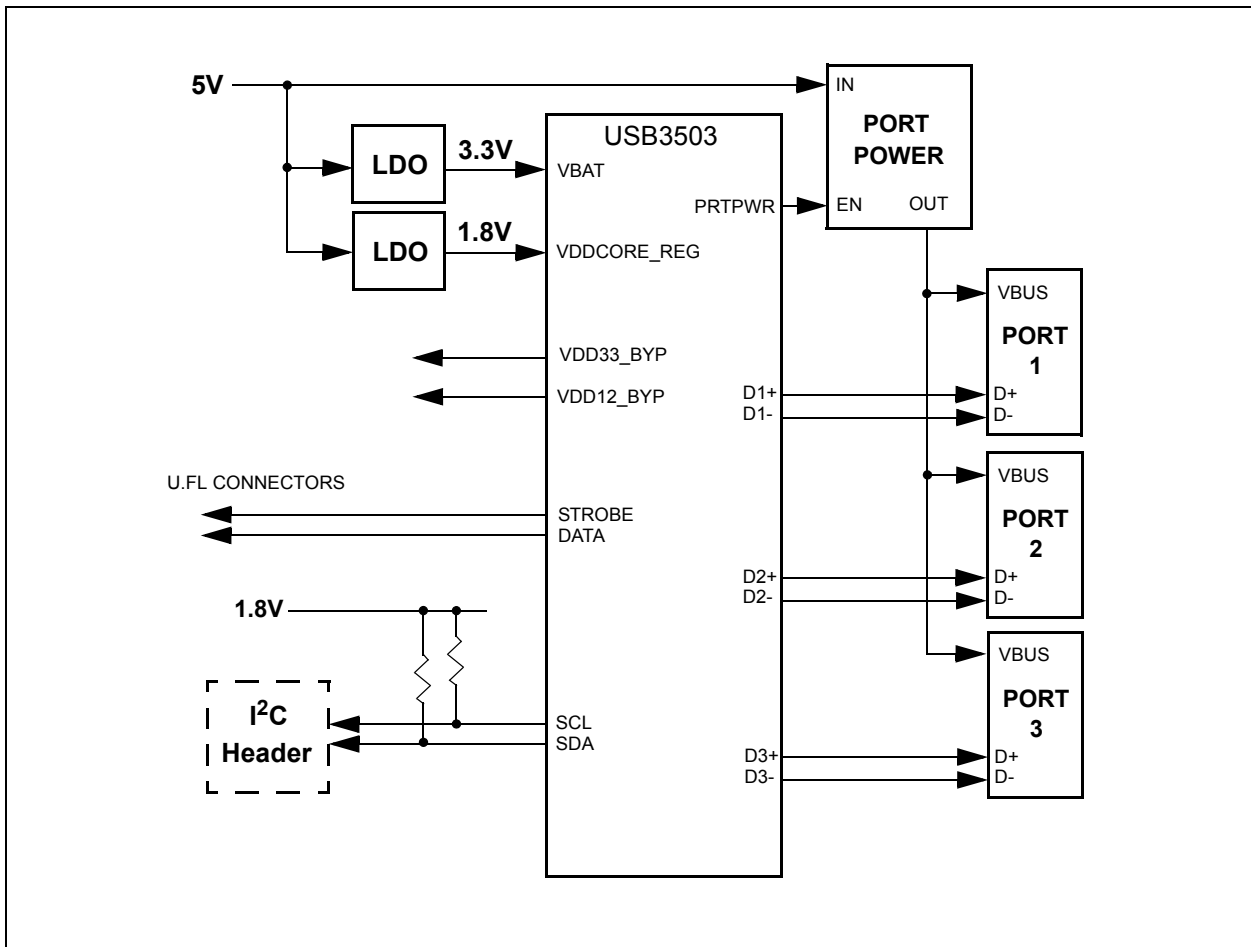 5V
IN
PORT
POWER
EN OUT
LDO
3.3V
LDO
1.8V
USB3503
VBAT
PRTPWR
VDDCORE_REG
VDD33_BYP
VDD12_BYP
D1+
D1-
U.FL CONNECTORS
STROBE
DATA
D2+
D2-
1.8V
I²C
Header
SCL
SDA
D3+
D3-
VBUS
PORT
1
D+
D-
VBUS
PORT
2
D+
D-
VBUS
PORT
3
D+
D-